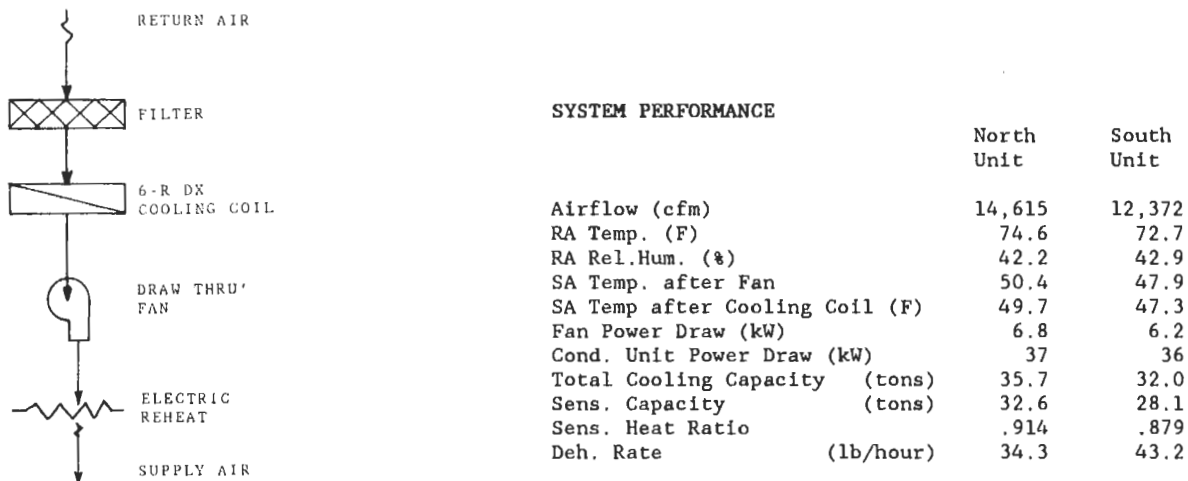 RETURN AIR
FILTER
6-R DX
COOLING COIL
DRAW THRU'
FAN
ELECTRIC
REHEAT
SUPPLY AIR
SYSTEM PERFORMANCE
North South
Unit Unit
Airflow (cfm) 14,615 12,372
RA Temp. (F) 74.6 72.7
RA Rel.Hum. (%) 42.2 42.9
SA Temp. after Fan 50.4 47.9
SA Temp after Cooling Coil (F) 49.7 47.3
Fan Power Draw (kW) 6.8 6.2
Cond. Unit Power Draw (kW) 37 36
Total Cooling Capacity (tons) 35.7 32.0
Sens. Capacity (tons) 32.6 28.1
Sens. Heat Ratio .914 .879
Deh. Rate (lb/hour) 34.3 43.2